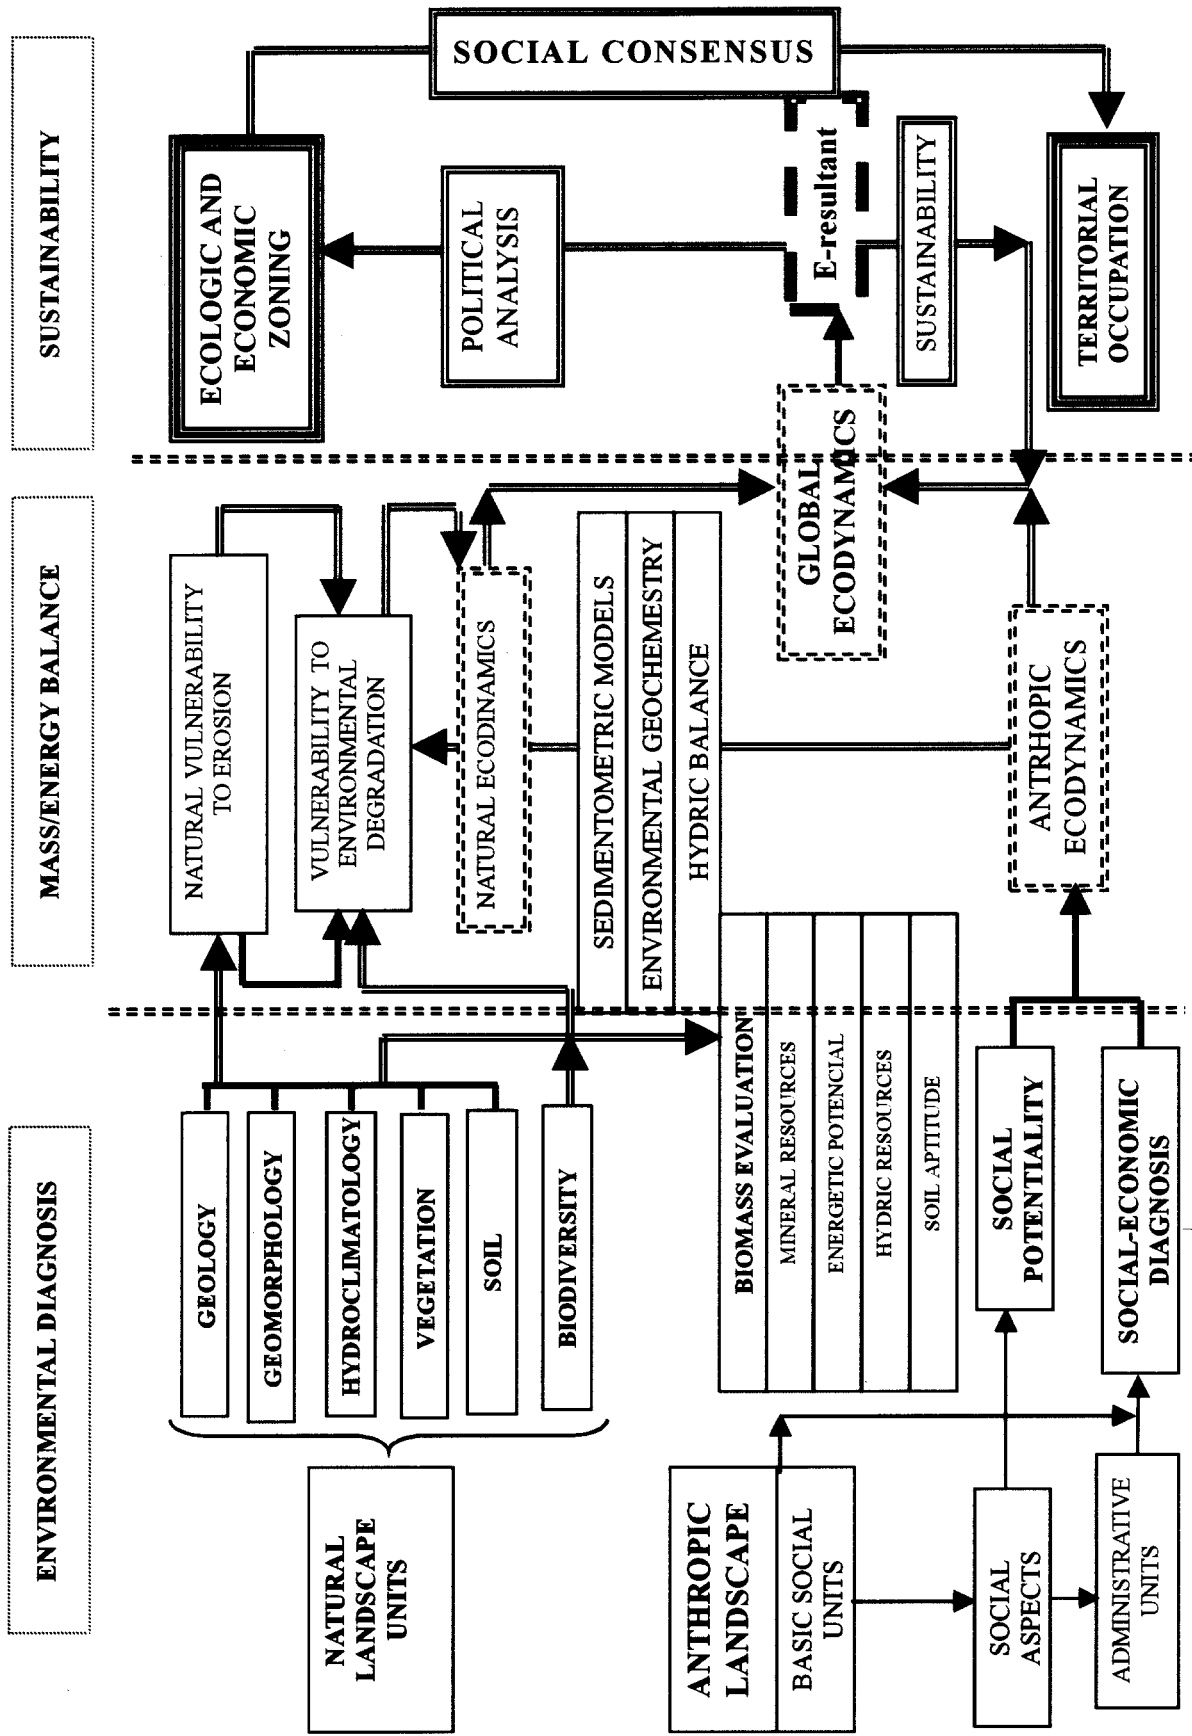 ENVIRONMENTAL DIAGNOSIS
MASS/ENERGY BALANCE
SUSTAINABILITY
NATURAL
LANDSCAPE
UNITS
GEOLOGY
GEOMORPHOLOGY
HYDROCLIMATOLOGY
VEGETATION
SOIL
BIODIVERSITY
NATURAL VULNERABILITY
TO EROSION
VULNERABILITY TO
ENVIRONMENTAL
DEGRADATION
NATURAL ECODINAMICS
SEDIMENTOMETRIC MODELS
ENVIRONMENTAL GEOCHEMESTRY
HYDRIC BALANCE
BIOMASS EVALUATION
MINERAL RESOURCES
ENERGETIC POTENCIAL
HYDRIC RESOURCES
SOIL APTITUDE
ANTHROPIC
LANDSCAPE
BASIC SOCIAL
UNITS
SOCIAL
ASPECTS
ADMINISTRATIVE
UNITS
SOCIAL
POTENTIALITY
SOCIAL-ECONOMIC
DIAGNOSIS
ANTRHOPIC
ECODYNAMICS
GLOBAL
ECODYNAMICS
ECOLOGIC AND
ECONOMIC
ZONING
POLITICAL
ANALYSIS
SOCIAL CONSENSUS
E-resultant
SUSTAINABILITY
TERRITORIAL
OCCUPATION